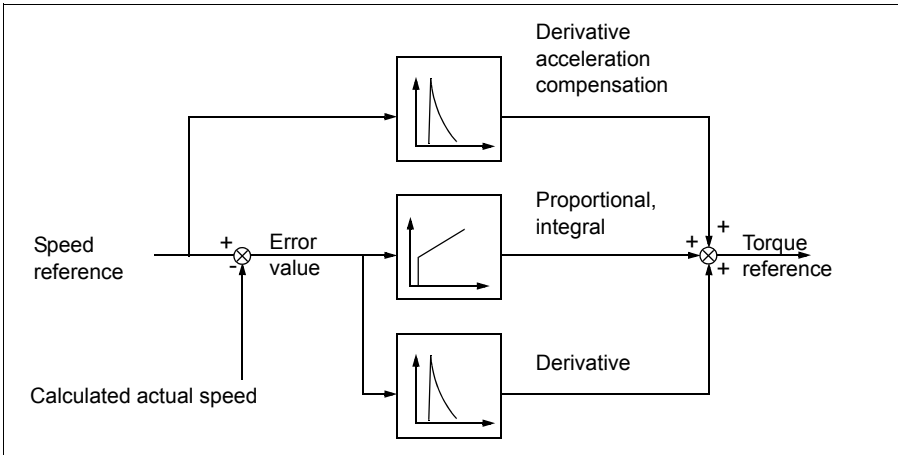 Derivative
acceleration
compensation
Proportional,
integral
Speed
reference
+
-
Error
value
+
+
+
Torque
reference
Derivative
Calculated actual speed